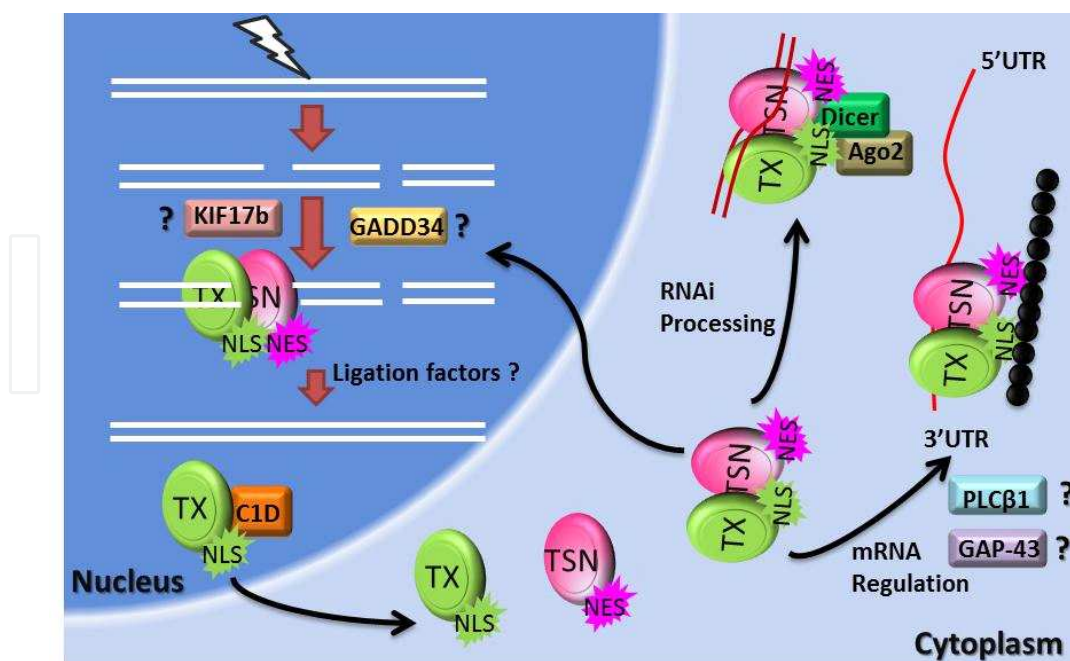 5'UTR
NES
TSN
Dicer
NLS
Ago2
TX
? KIF17b
GADD34 ?
RNAi
Processing
TX
SN
NLS
NES
NES
TSN
NLS
TX
Ligation factors ?
3'UTR
NES
TSN
NLS
TX
PLCβ1 ?
GAP-43 ?
mRNA
Regulation
TX
C1D
NLS
Nucleus
TX
NLS
TSN
NES
Cytoplasm